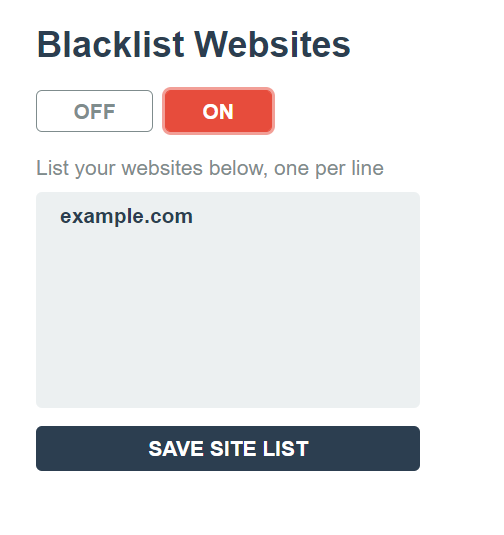 Blacklist Websites
OFF
ON
List your websites below, one per line
example.com
SAVE SITE LIST